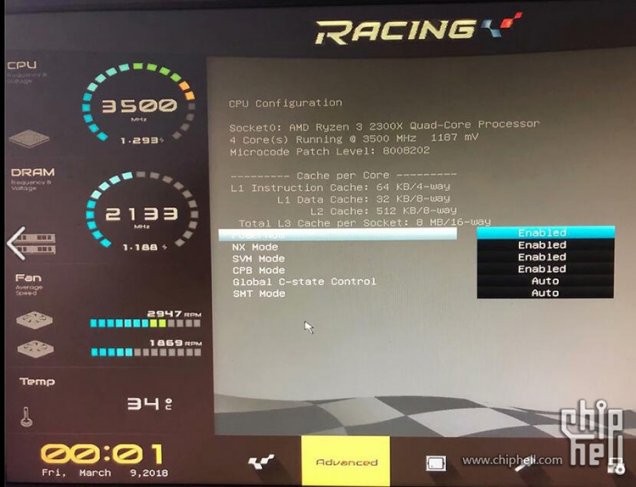 RACING
CPU
Frequency &
Voltage
3500
MHz
1.293v
DRAM
Frequency &
Voltage
2133
MHz
1.188v
Fan
Average
Speed
2947 RPM
1869 RPM
Temp
34 °C
00:01
Fri, March 9,2018
CPU Configuration
Socket0: AMD Ryzen 3 2300X Quad-Core Processor
4 Core(s) Running @ 3500 MHz 1187 mV
Microcode Patch Level: 8008202
--------- Cache per Core ---------
L1 Instruction Cache: 64 KB/4-way
L1 Data Cache: 32 KB/8-way
L2 Cache: 512 KB/8-way
Total L3 Cache per Socket: 8 MB/16-way
Enabled
NX Mode Enabled
SVM Mode Enabled
CPB Mode Enabled
Global C-state Control Auto
SMT Mode Auto
Advanced
www.chiphell.com
chip
hell